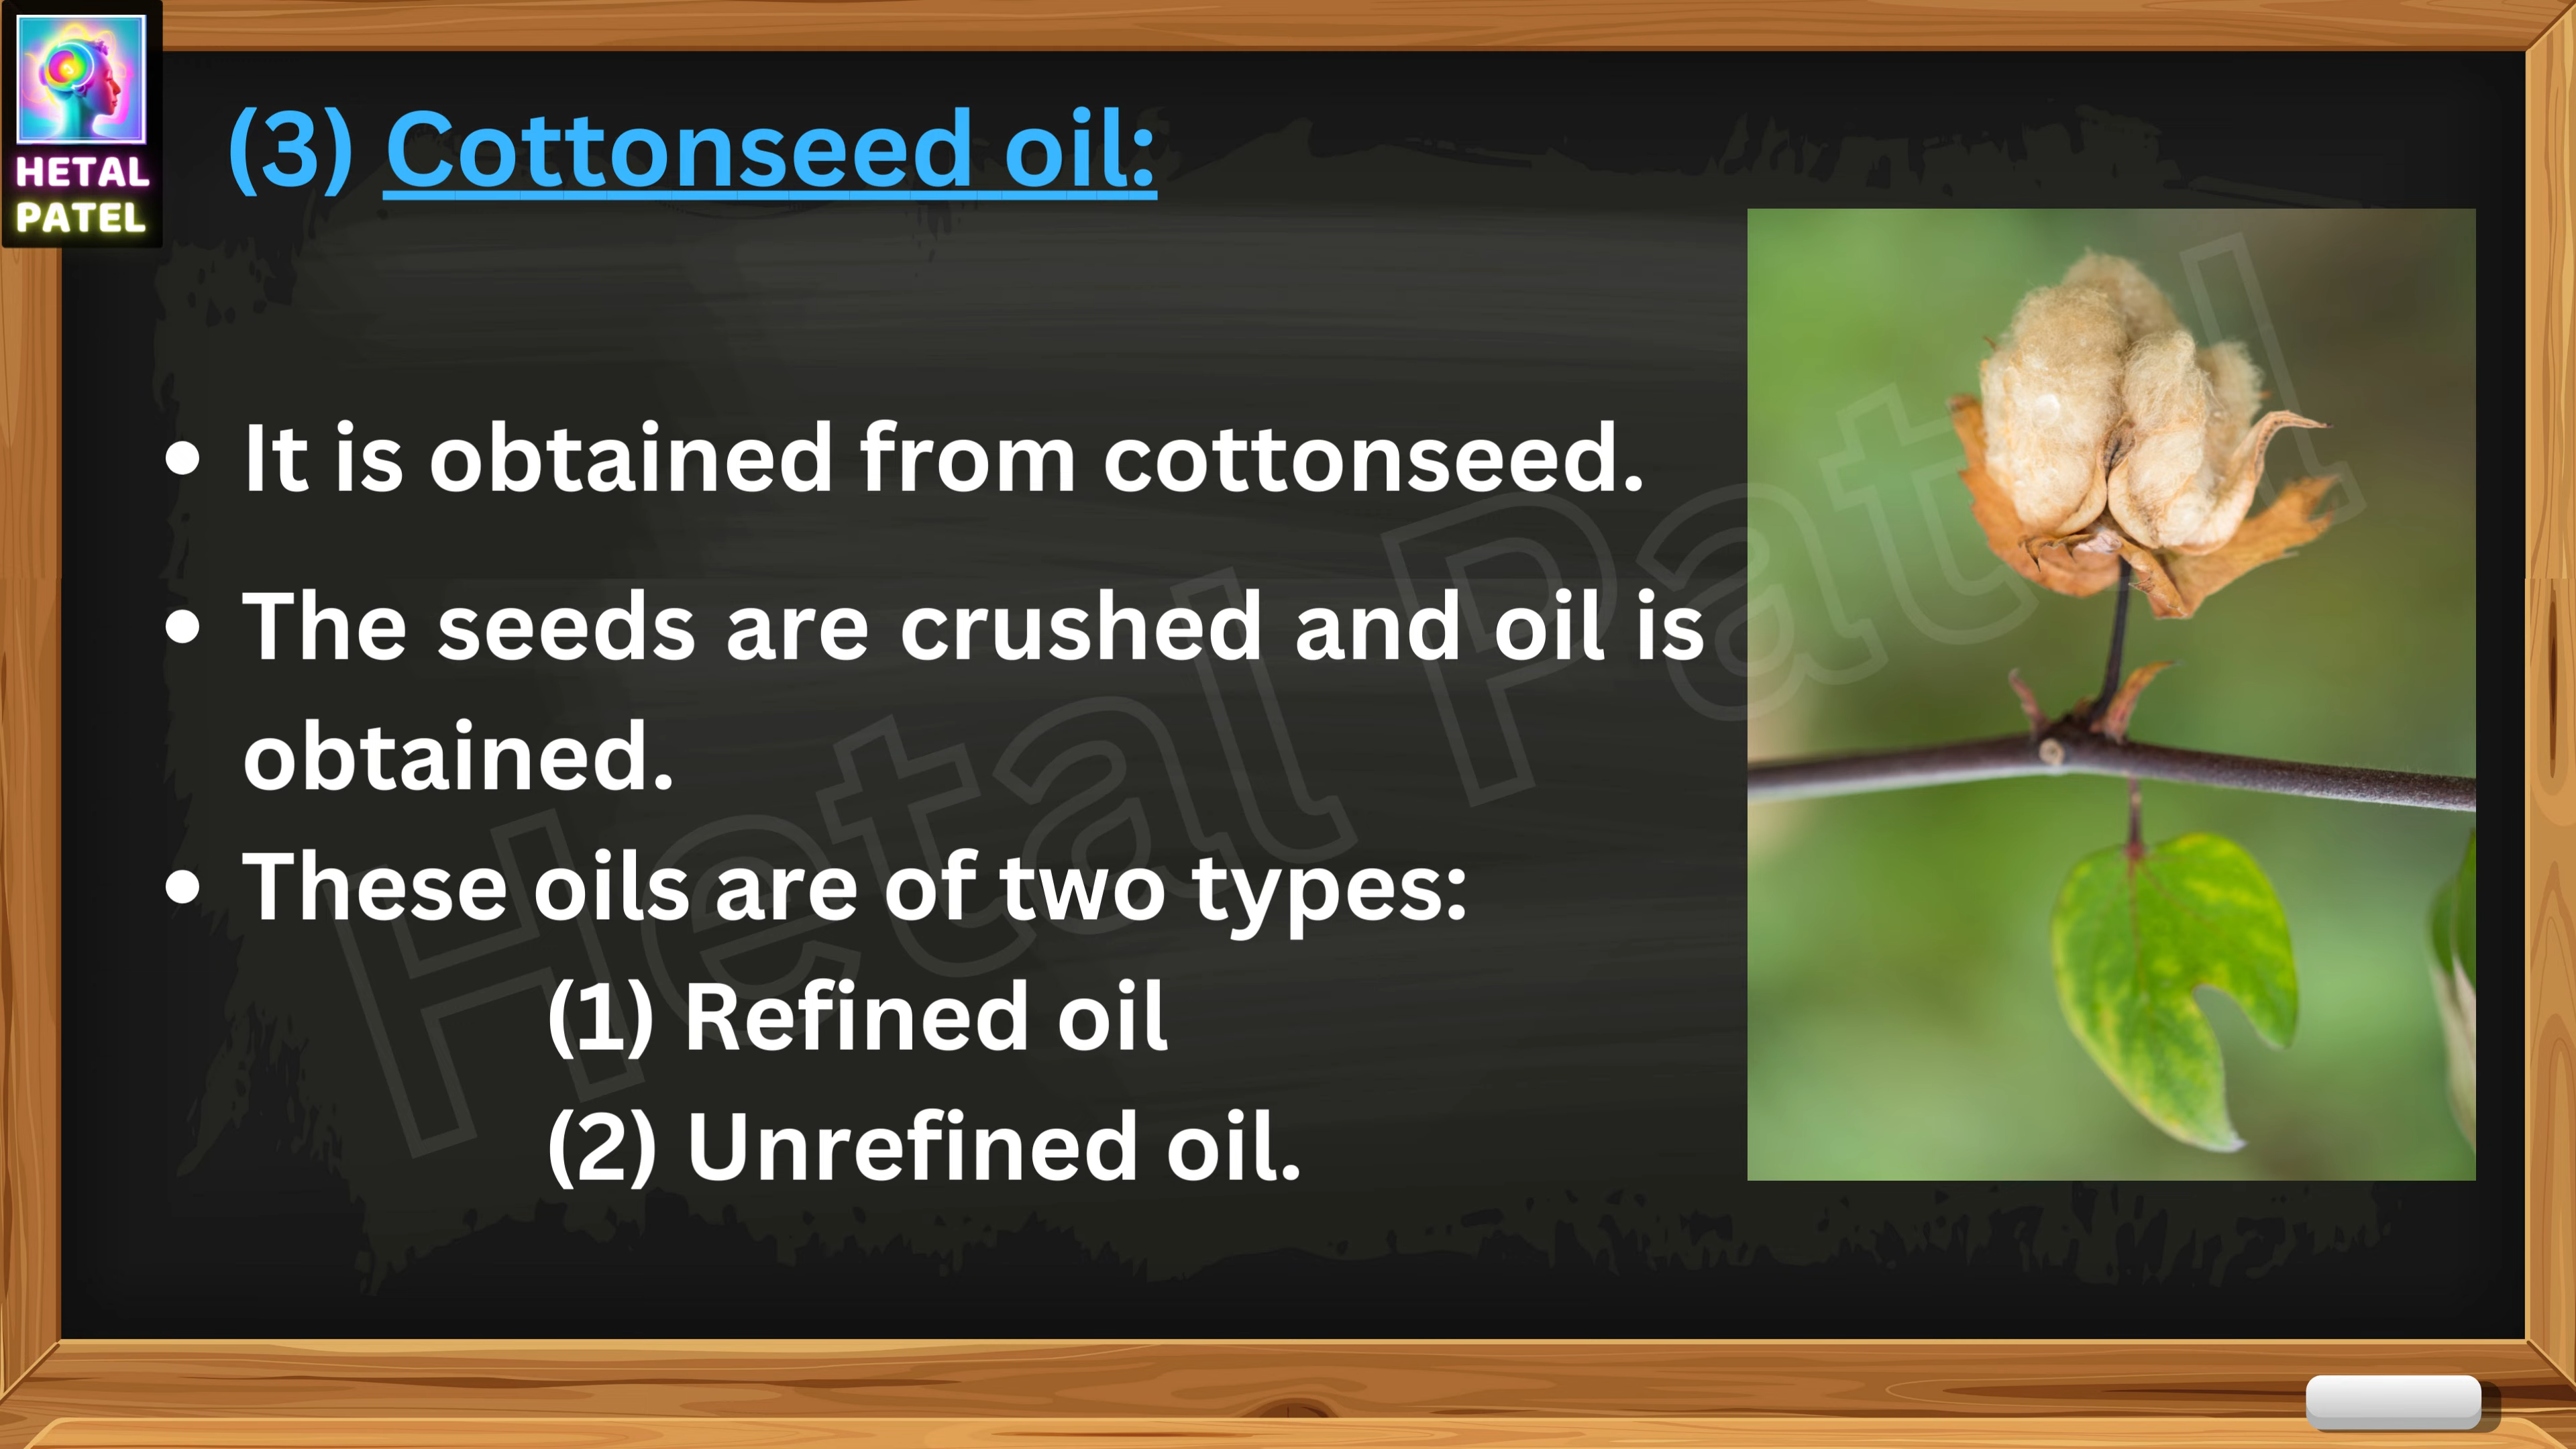 HETAL
PATEL
(3) Cottonseed oil:
• It is obtained from cottonseed.
• The seeds are crushed and oil is
obtained.
• These oils are of two types:
(1) Refined oil
(2) Unrefined oil.
Hetal Patel